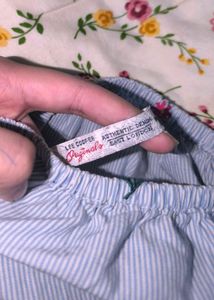 LEE COOPER AUTHENTIC DENIM
Originals EAST LONDON